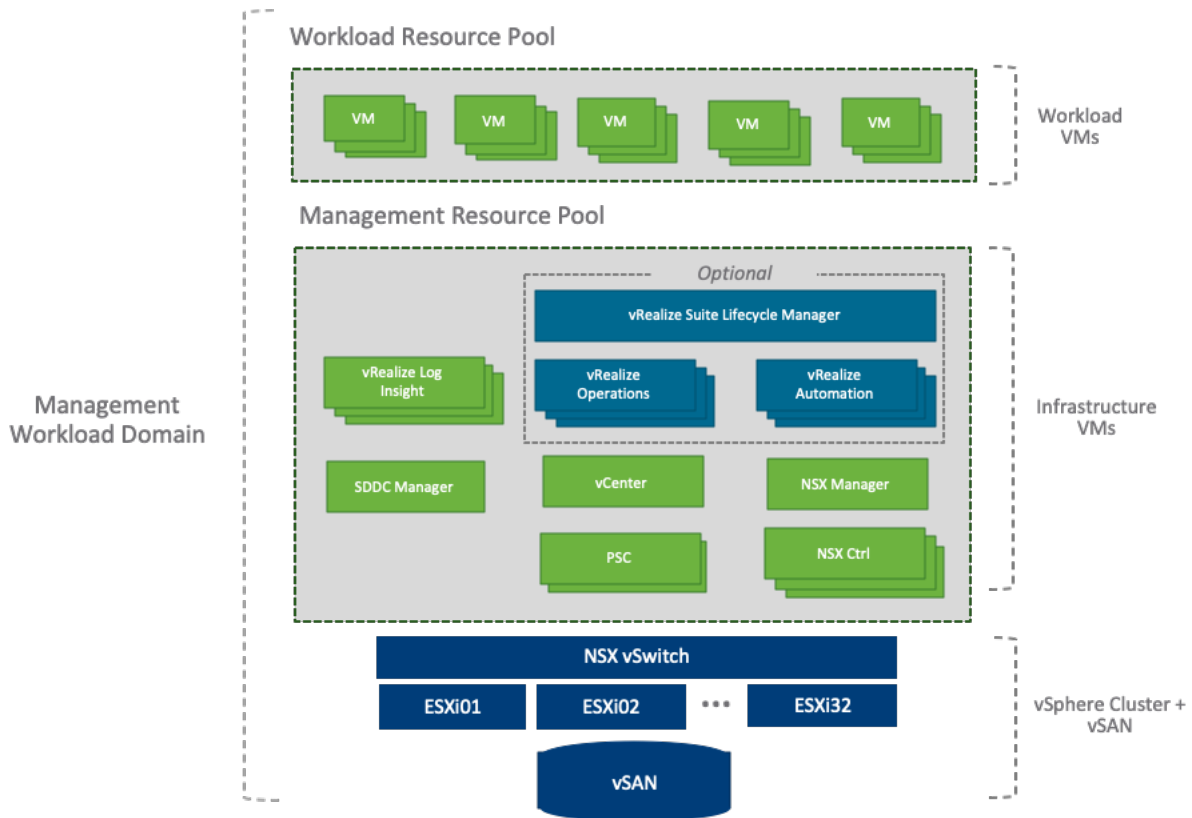 Workload Resource Pool
VM
VM
VM
VM
VM
Workload
VMs
Management Resource Pool
Optional
vRealize Suite Lifecycle Manager
vRealize Log
Insight
vRealize
Operations
vRealize
Automation
Management
Workload Domain
Infrastructure
VMs
SDDC Manager
vCenter
NSX Manager
PSC
NSX Ctrl
NSX vSwitch
ESXi01
ESXi02
•••
ESXi32
vSphere Cluster +
vSAN
vSAN